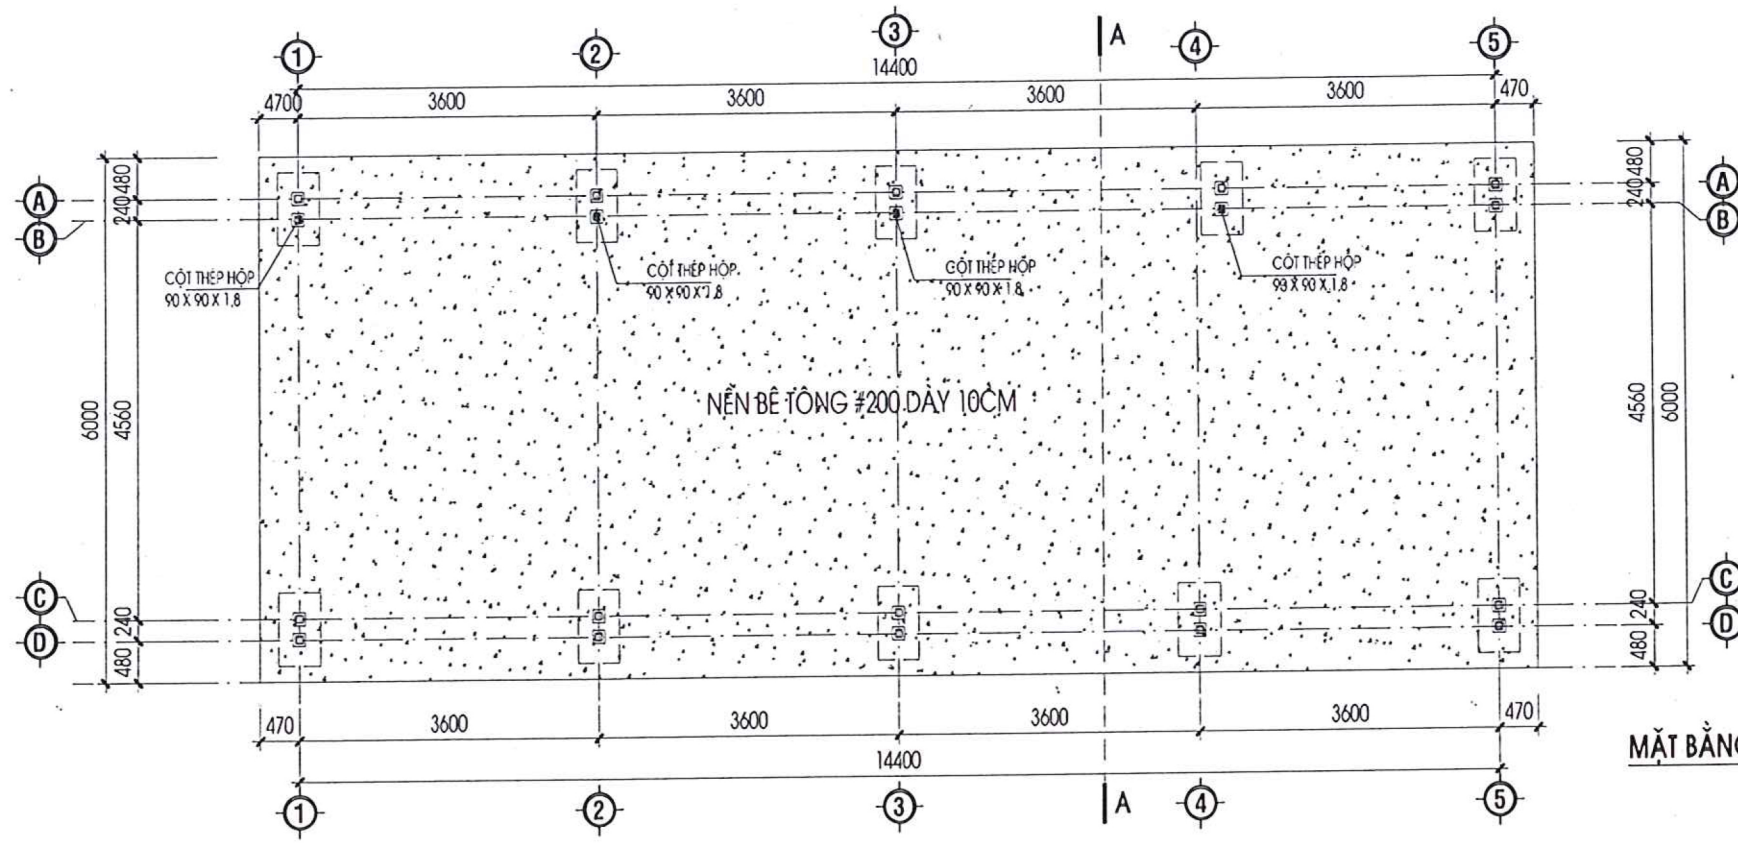 1 2 3 A 4 5
14400
4700 3600 3600 3600 3600 470
480 480
A 240 240 A
B B
CỘT THÉP HỘP
90 X 90 X 1,8
CỘT THÉP HỘP
CỘT THÉP HỘP
90 X 90 X 1,8
CỘT THÉP HỘP
6000 4560 4560 6000
NỀN BÊ TÔNG #200 DÀY 10CM
C 240 240 C
D 480 480 D
470 3600 3600 3600 3600 470
14400
MẶT BẰNG
1 2 3 A 4 5